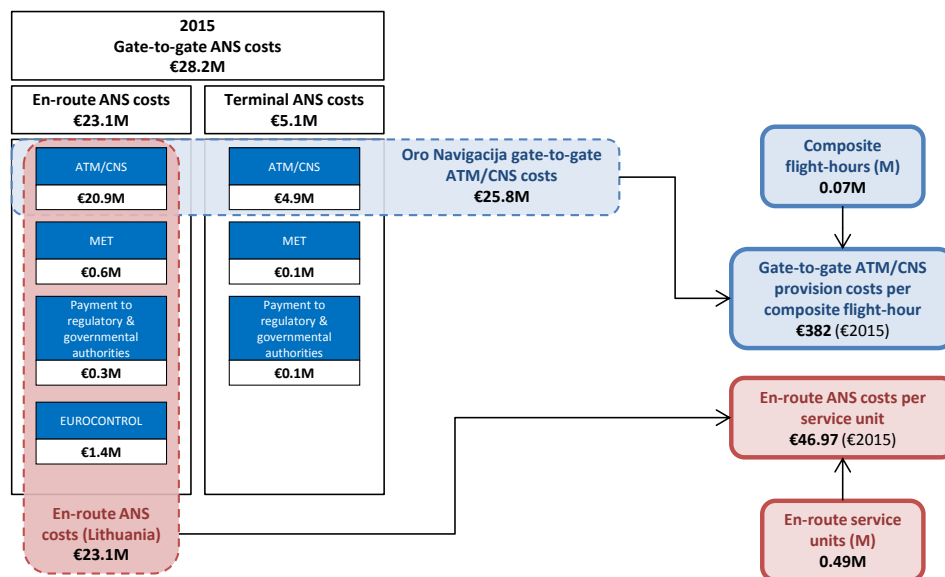 2015
Gate-to-gate ANS costs
€28.2M
En-route ANS costs
€23.1M
Terminal ANS costs
€5.1M
ATM/CNS
€20.9M
ATM/CNS
€4.9M
Oro Navigacija gate-to-gate
ATM/CNS costs
€25.8M
Composite
flight-hours (M)
0.07M
MET
€0.6M
MET
€0.1M
Gate-to-gate ATM/CNS
provision costs per
composite flight-hour
€382 (€2015)
Payment to
regulatory &
governmental
authorities
€0.3M
Payment to
regulatory &
governmental
authorities
€0.1M
EUROCONTROL
€1.4M
En-route ANS costs per
service unit
€46.97 (€2015)
En-route ANS
costs (Lithuania)
€23.1M
En-route service
units (M)
0.49M